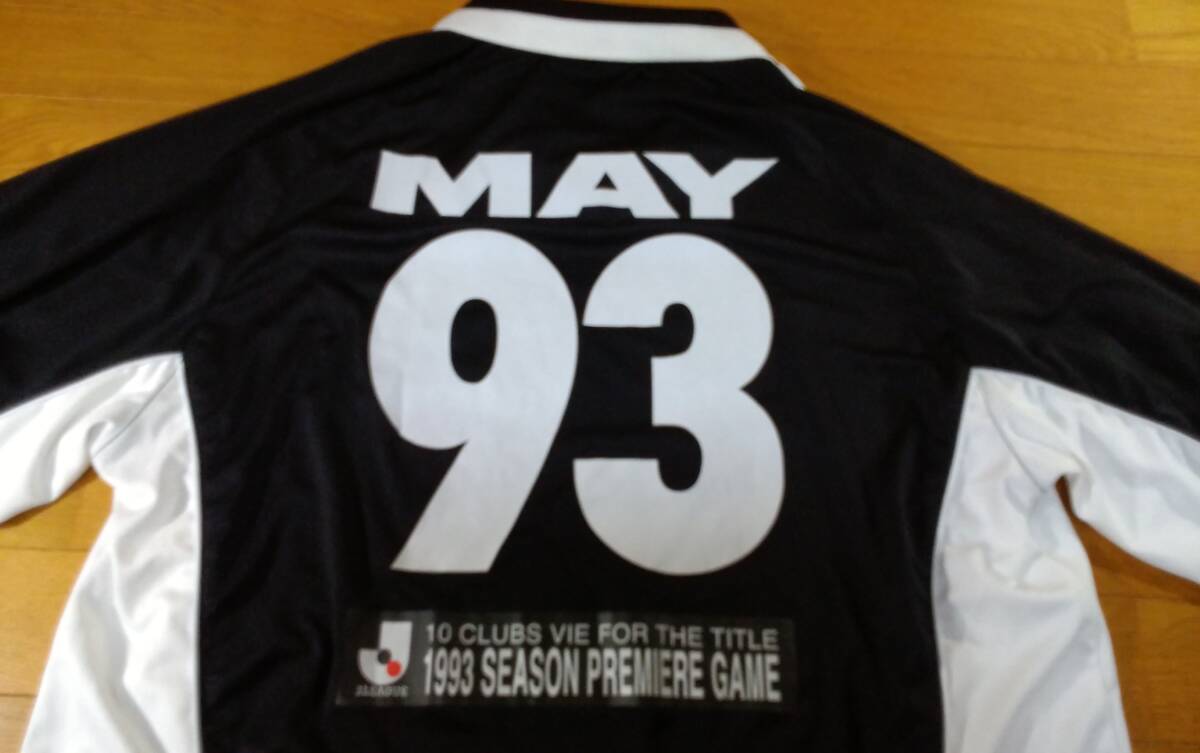 MAY
93
10 CLUBS VIE FOR THE TITLE
1993 SEASON PREMIERE GAME
J.LEAGUE